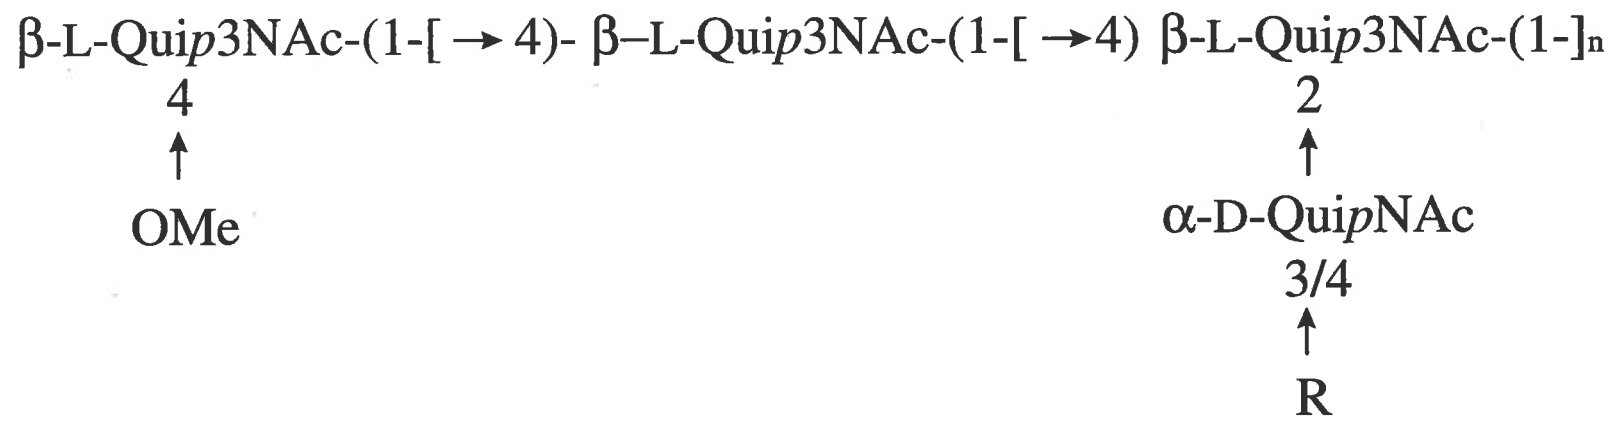 β-L-Quip3NAc-(1-[ → 4)- β–L-Quip3NAc-(1-[ →4) β-L-Quip3NAc-(1-]n
4 2
↑ ↑
OMe α-D-QuipNAc
3/4
↑
R